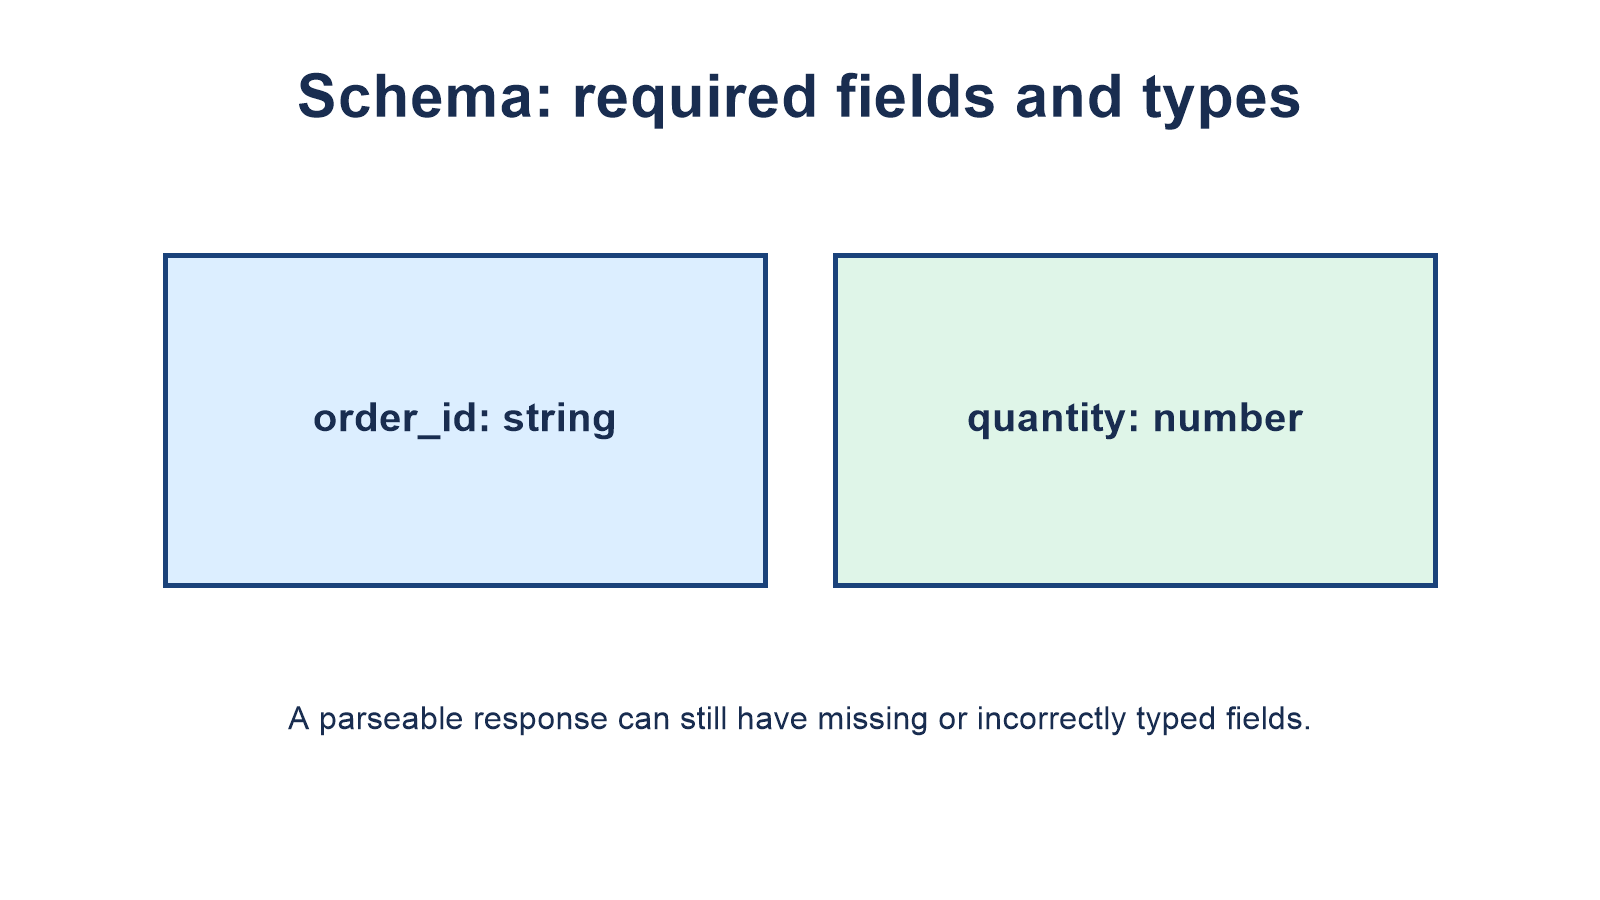 Schema: required fields and types
order_id: string
quantity: number
A parseable response can still have missing or incorrectly typed fields.